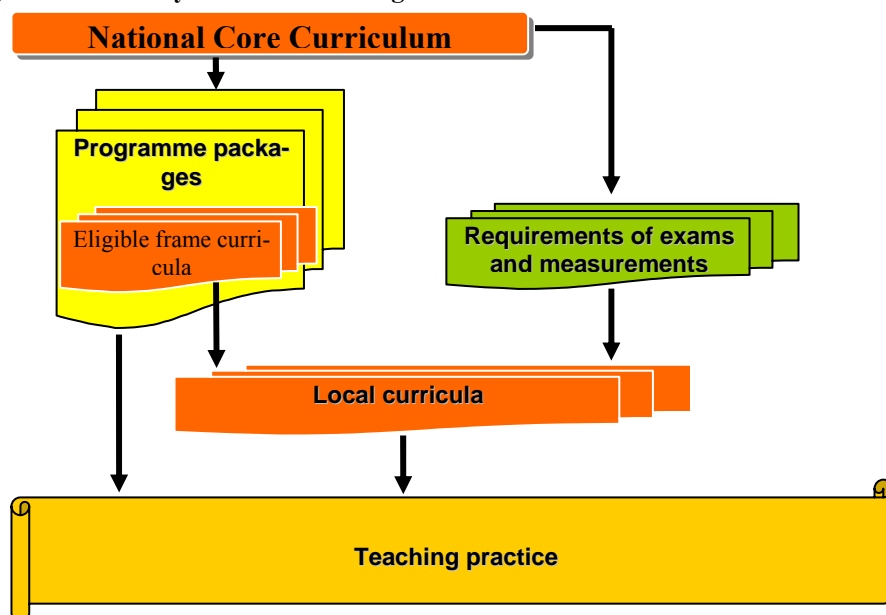 National Core Curriculum
Programme packa-
ges
Eligible frame curri-
cula
Requirements of exams
and measurements
Local curricula
Teaching practice